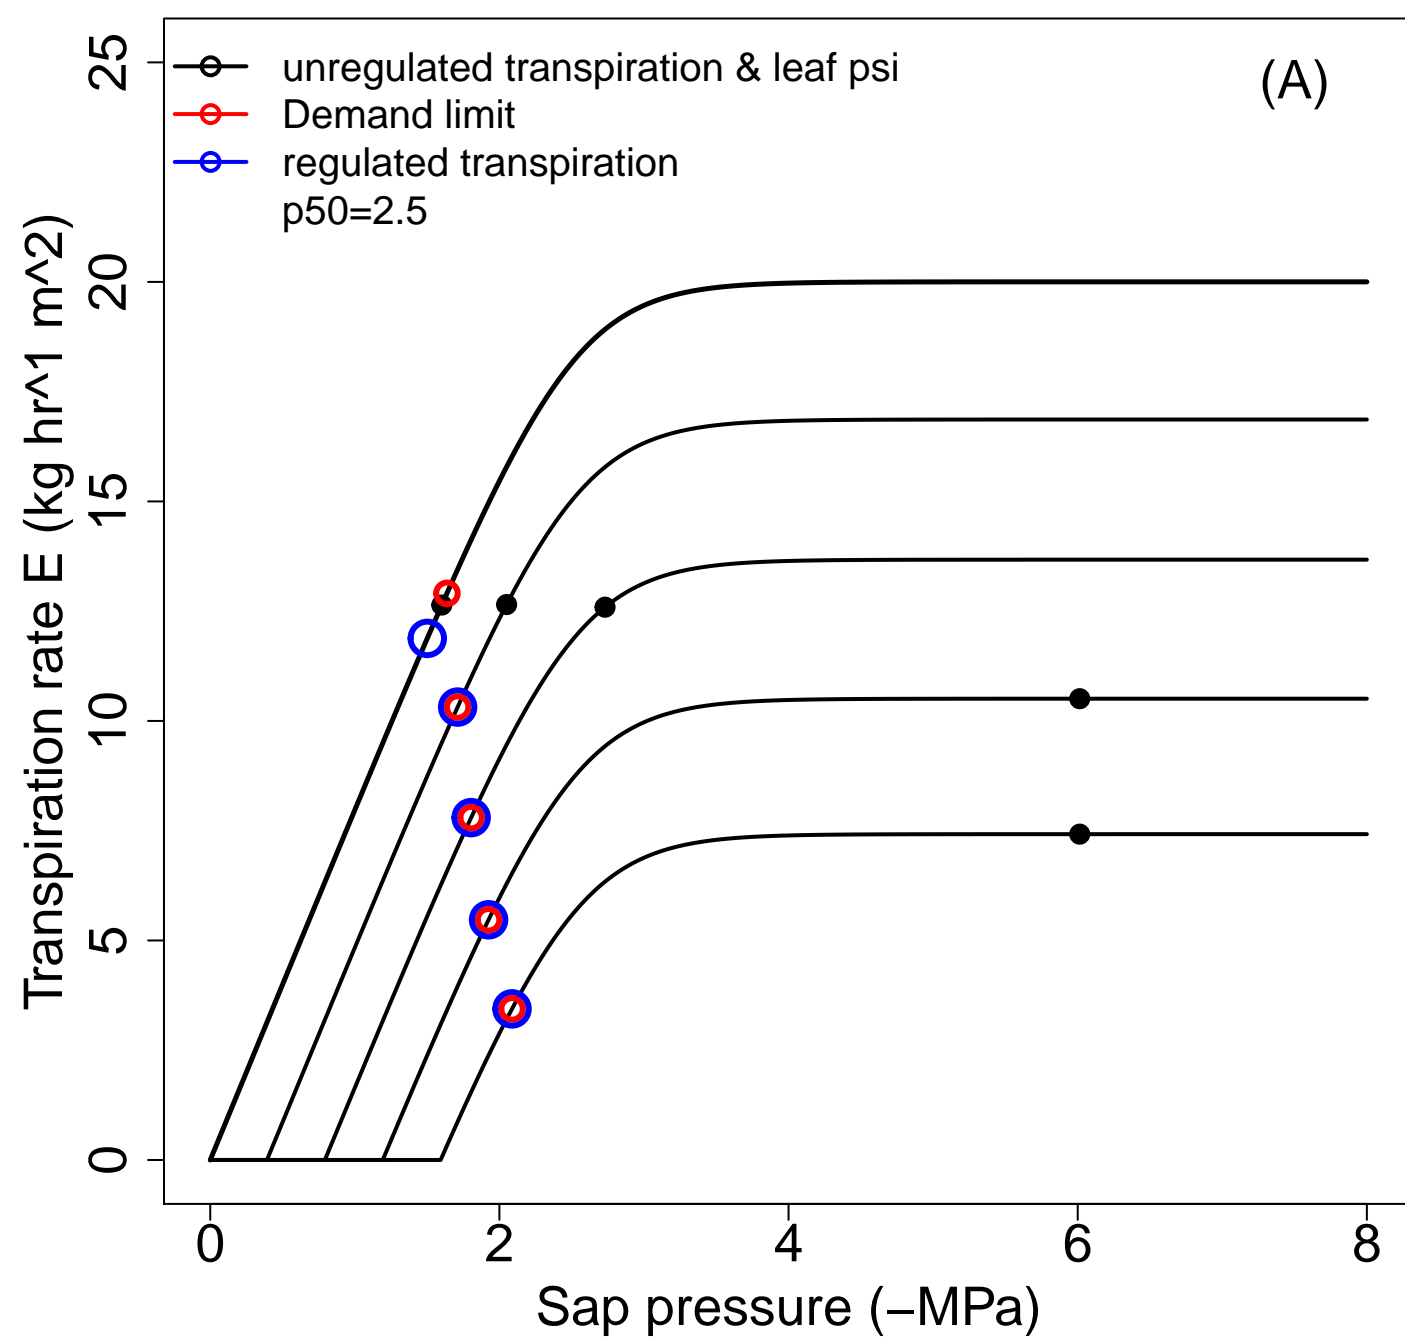 (A)
unregulated transpiration & leaf psi
Demand limit
regulated transpiration
p50=2.5
Transpiration rate E (kg hr^1 m^2)
25
20
15
10
5
0
0 2 4 6 8
Sap pressure (−MPa)